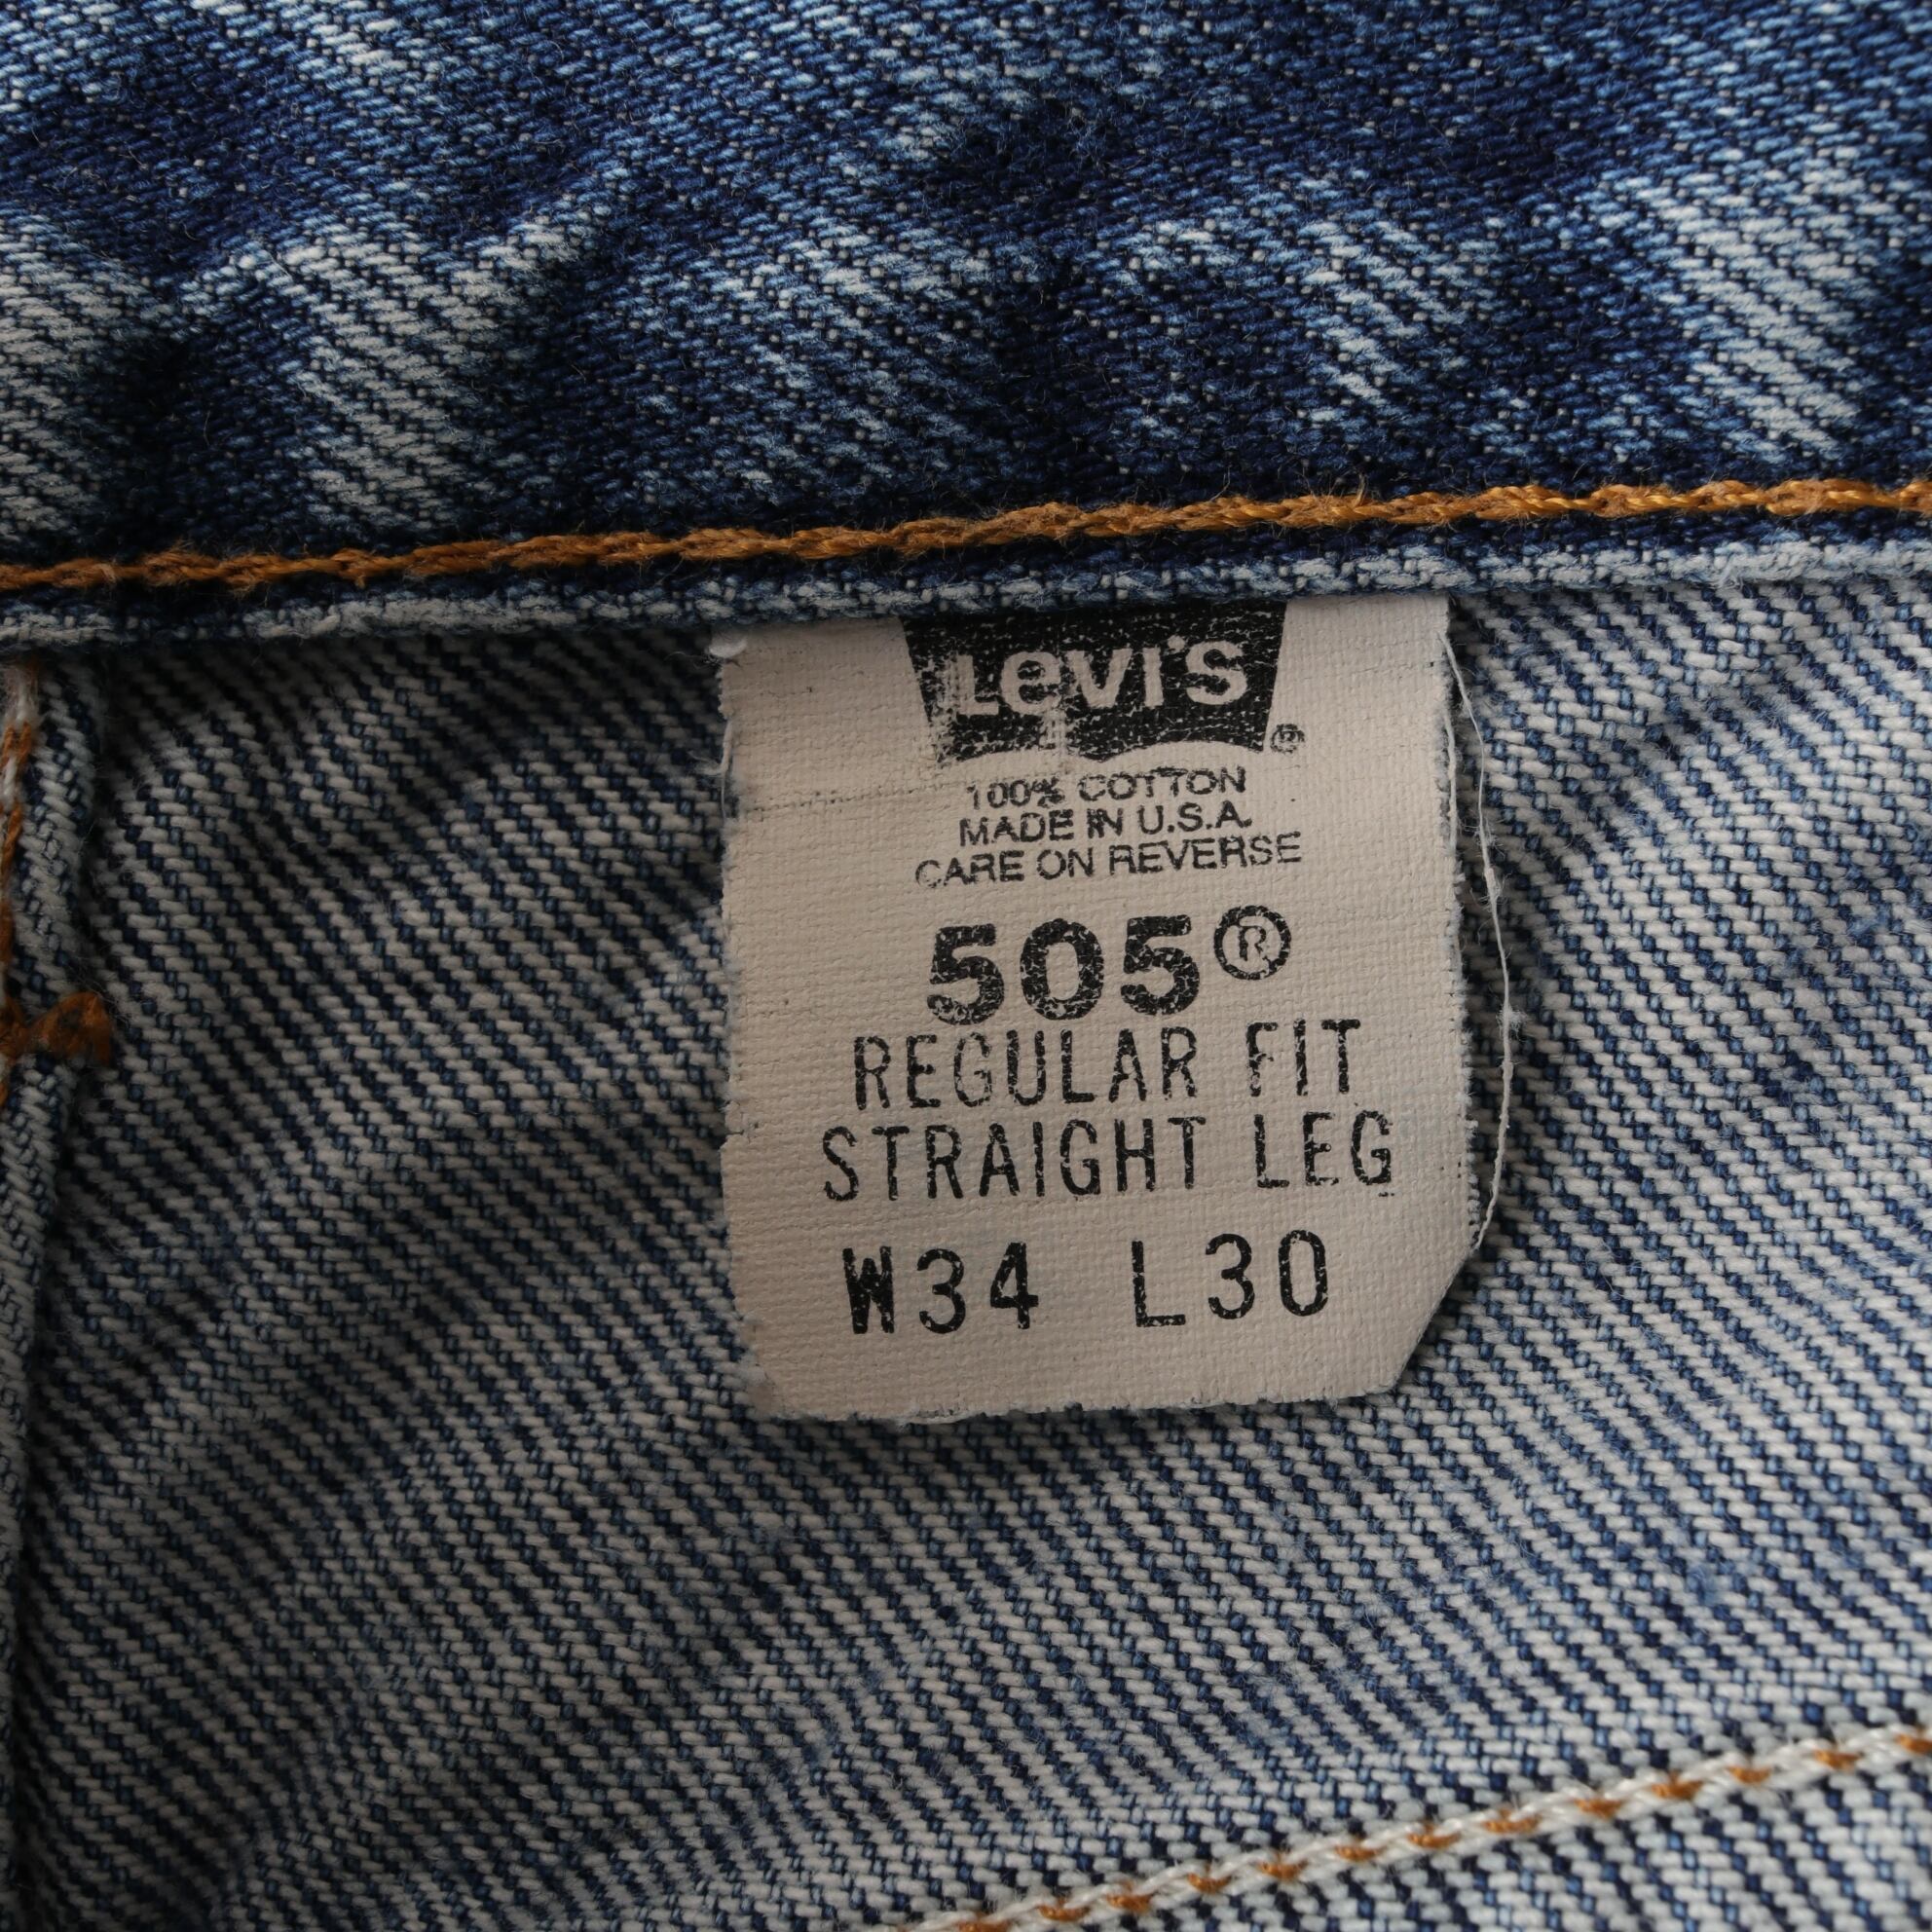 Levi's®
100% COTTON
MADE IN U.S.A.
CARE ON REVERSE
505®
REGULAR FIT
STRAIGHT LEG
W34 L30